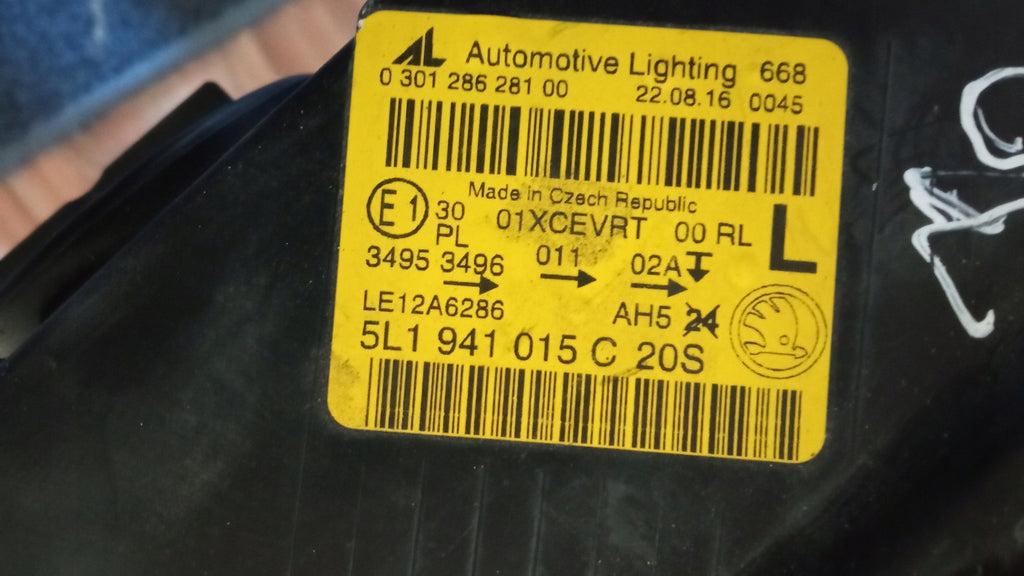 AL Automotive Lighting 668
0 301 286 281 00 22.08.16 0045
Made in Czech Republic
E1 30 01XCEVRT 00 RL L
PL
3495 3496 011 02A
LE12A6286 AH5 24
5L1 941 015 C 20S